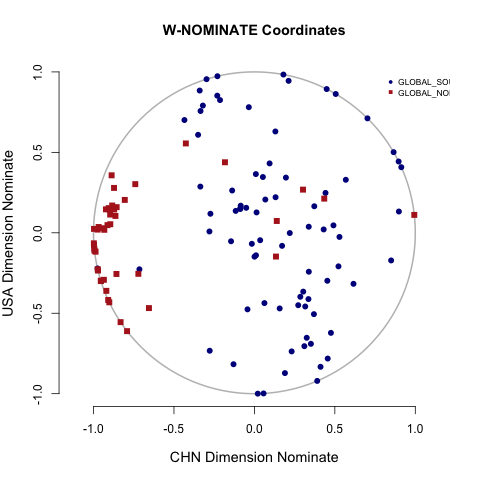 W-NOMINATE Coordinates
GLOBAL_SOU
GLOBAL_NOI
USA Dimension Nominate
1.0
0.5
0.0
-0.5
-1.0
-1.0 -0.5 0.0 0.5 1.0
CHN Dimension Nominate